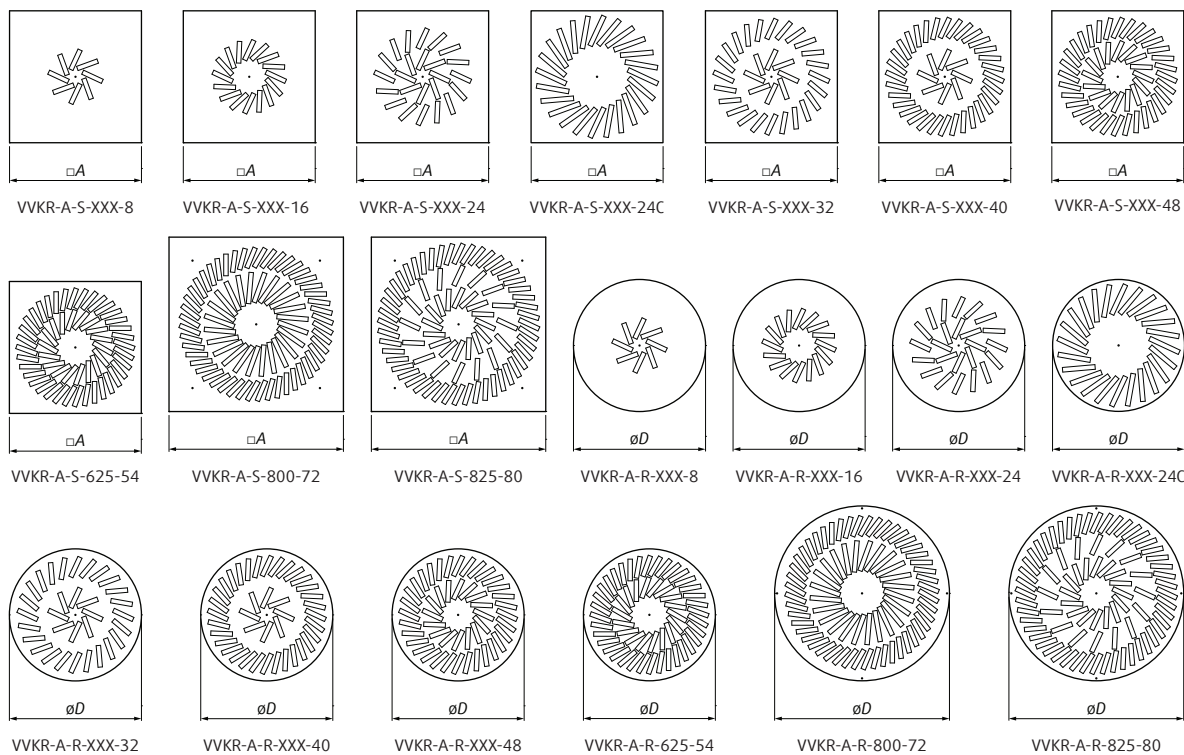 □A □A □A □A □A □A □A
VVKR-A-S-XXX-8 VVKR-A-S-XXX-16 VVKR-A-S-XXX-24 VVKR-A-S-XXX-24C VVKR-A-S-XXX-32 VVKR-A-S-XXX-40 VVKR-A-S-XXX-48
□A □A □A øD øD øD øD
VVKR-A-S-625-54 VVKR-A-S-800-72 VVKR-A-S-825-80 VVKR-A-R-XXX-8 VVKR-A-R-XXX-16 VVKR-A-R-XXX-24 VVKR-A-R-XXX-24C
øD øD øD øD øD øD
VVKR-A-R-XXX-32 VVKR-A-R-XXX-40 VVKR-A-R-XXX-48 VVKR-A-R-625-54 VVKR-A-R-800-72 VVKR-A-R-825-80